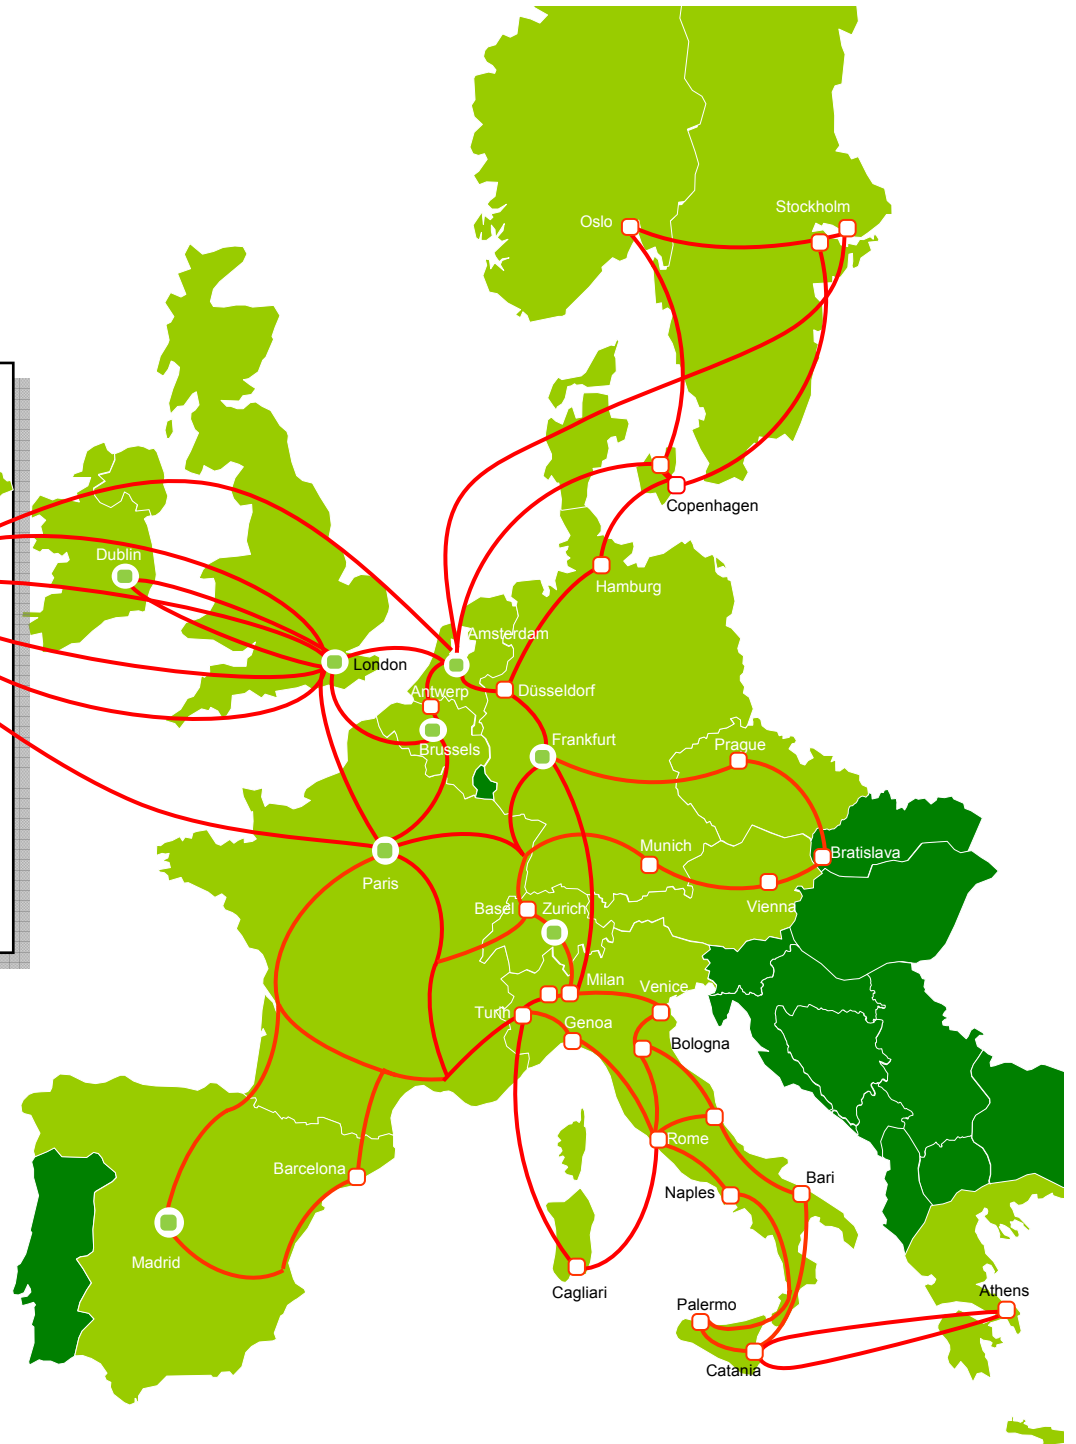 Stockholm
Oslo
Copenhagen
Dublin
Hamburg
Amsterdam
London
Antwerp
Düsseldorf
Frankfurt
Brussels
Prague
Munich
Bratislava
Paris
Vienna
Basel
Zurich
Milan
Venice
Turin
Genoa
Bologna
Rome
Barcelona
Bari
Naples
Madrid
Cagliari
Athens
Palermo
Catania